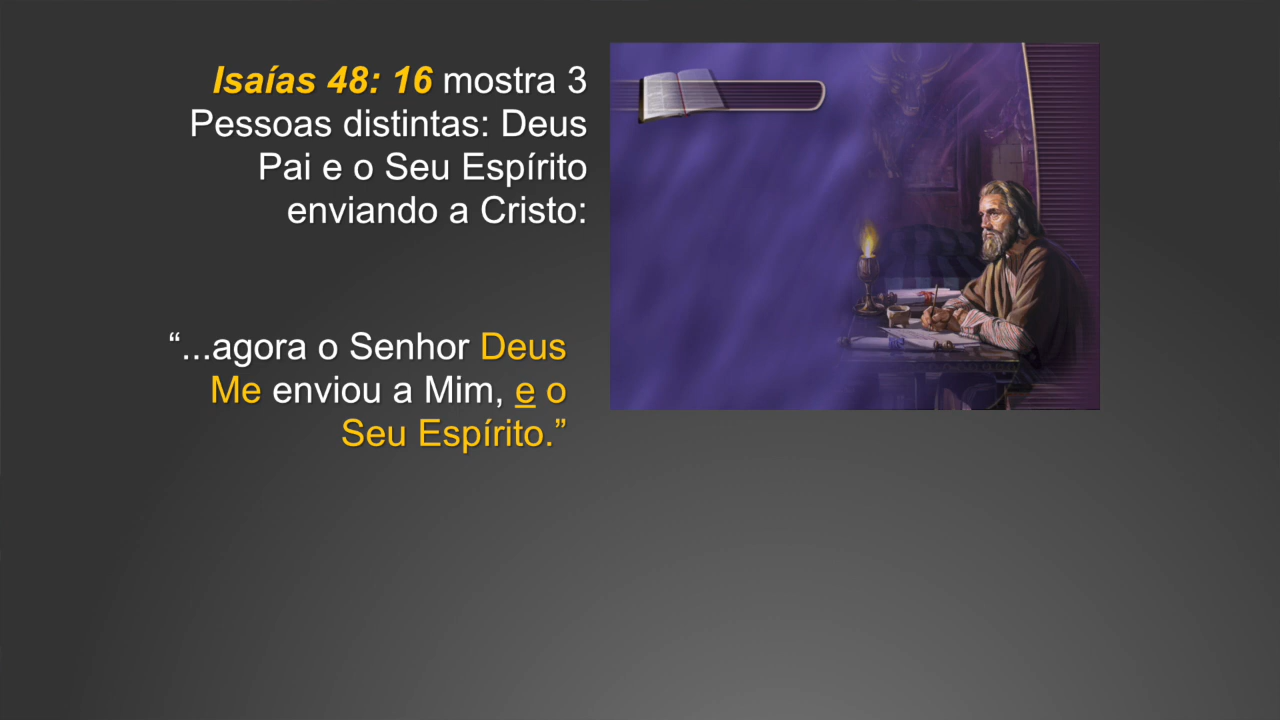 Isaías 48: 16 mostra 3
Pessoas distintas: Deus
Pai e o Seu Espírito
enviando a Cristo:
“...agora o Senhor Deus
Me enviou a Mim, e o
Seu Espírito.”